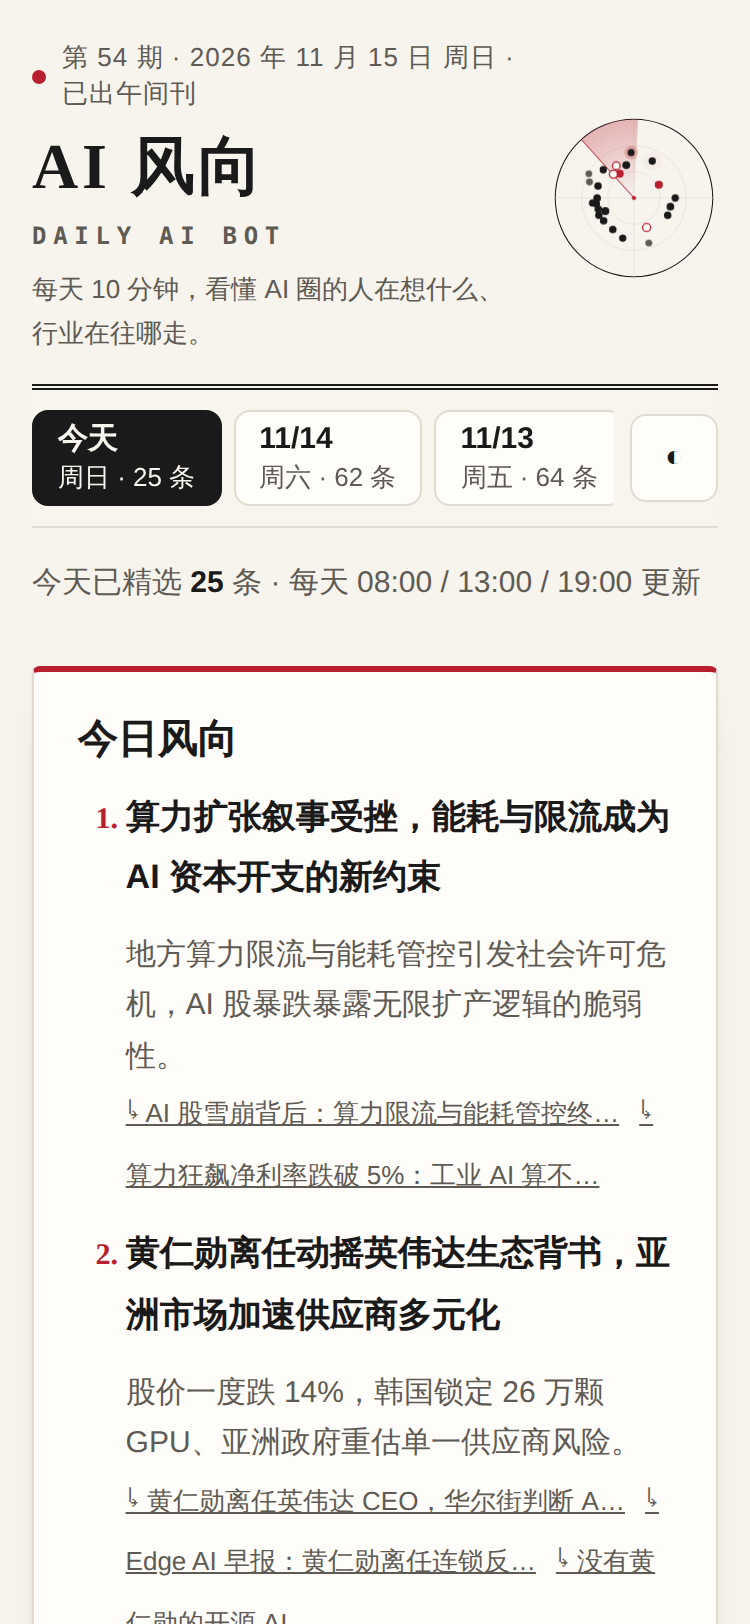 第 54 期 · 2026 年 11 月 15 日 周日 ·
已出午间刊
AI 风向
DAILY AI BOT
每天 10 分钟，看懂 AI 圈的人在想什么、
行业在往哪走。
今天
周日 · 25 条
11/14
周六 · 62 条
11/13
周五 · 64 条
今天已精选 25 条 · 每天 08:00 / 13:00 / 19:00 更新
今日风向
1. 算力扩张叙事受挫，能耗与限流成为
AI 资本开支的新约束
地方算力限流与能耗管控引发社会许可危
机，AI 股暴跌暴露无限扩产逻辑的脆弱
性。
↳ AI 股雪崩背后：算力限流与能耗管控终… ↳
算力狂飙净利率跌破 5%：工业 AI 算不…
2. 黄仁勋离任动摇英伟达生态背书，亚
洲市场加速供应商多元化
股价一度跌 14%，韩国锁定 26 万颗
GPU、亚洲政府重估单一供应商风险。
↳ 黄仁勋离任英伟达 CEO，华尔街判断 A… ↳
Edge AI 早报：黄仁勋离任连锁反… ↳ 没有黄
仁勋的开源 AI